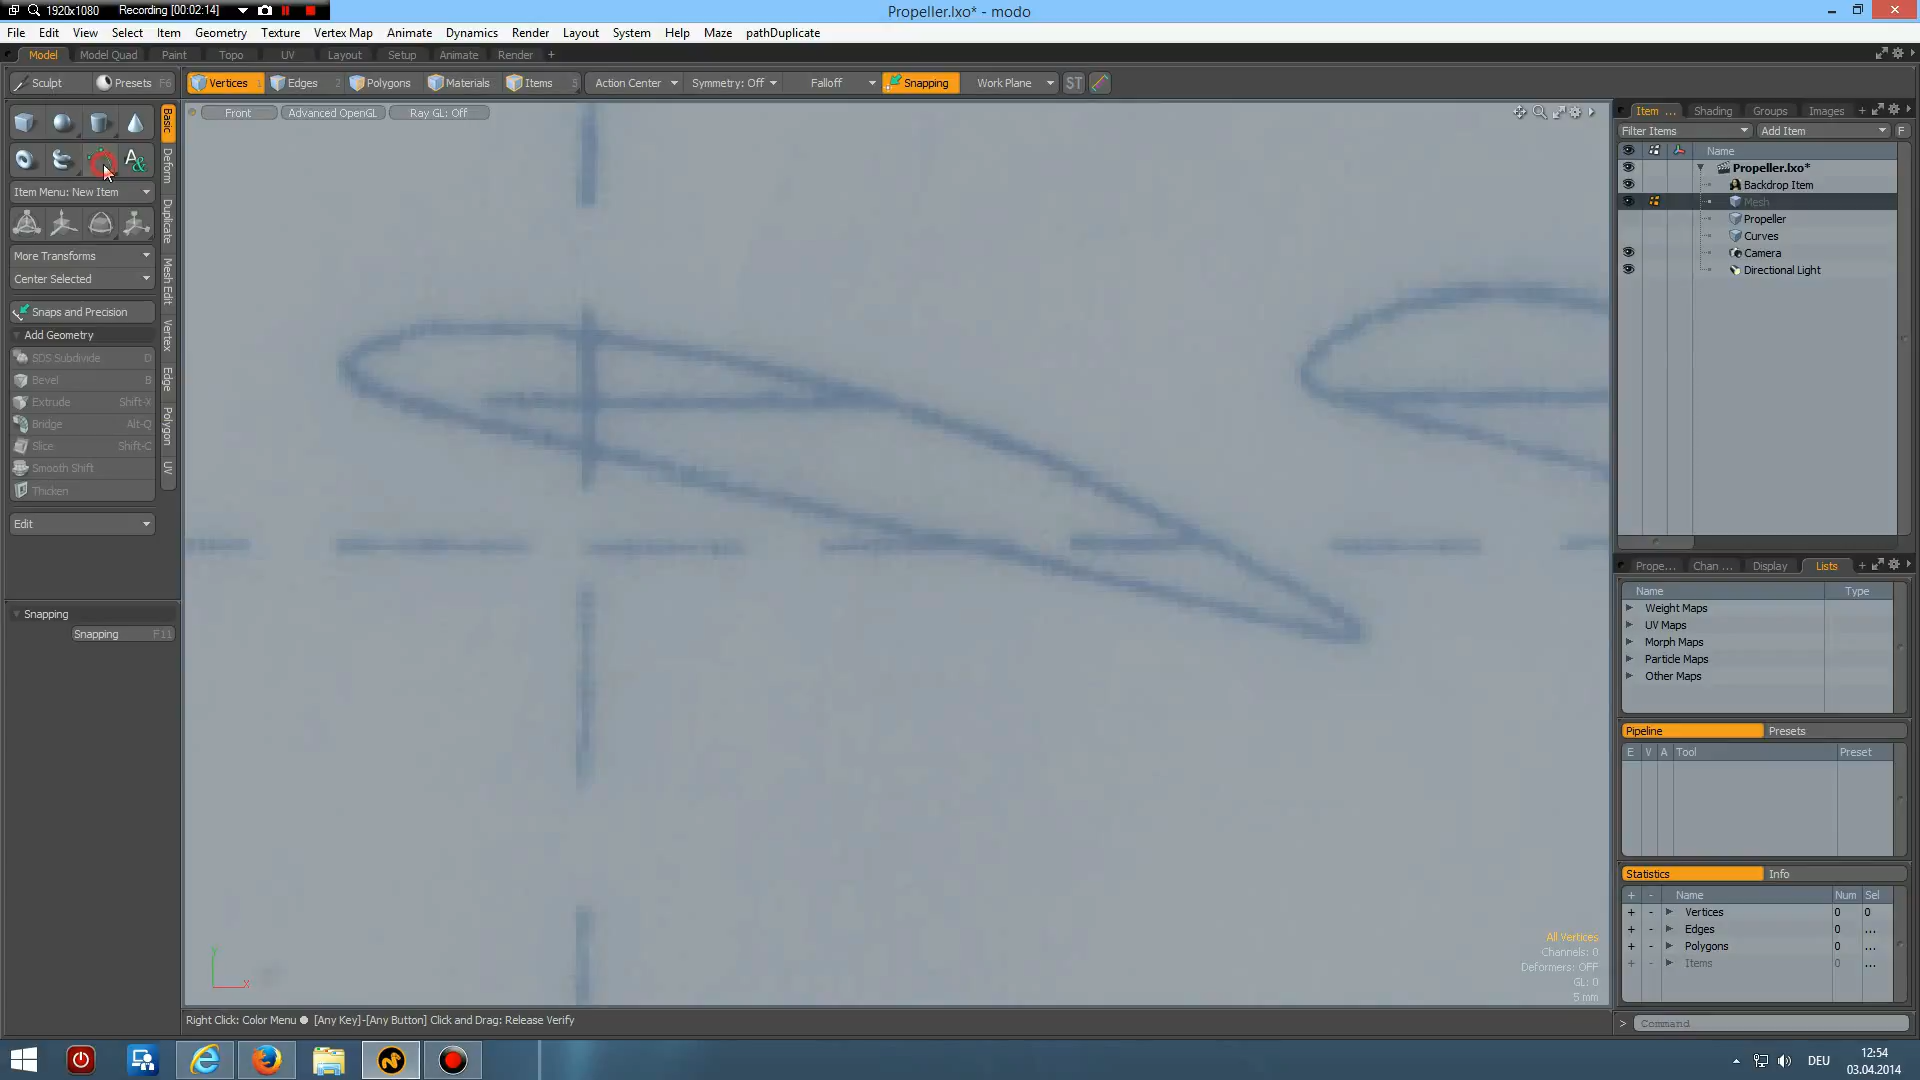 1920x1080 Recording [00:02:14]
Propeller.lxo* - modo
File Edit View Select Item Geometry Texture Vertex Map Animate Dynamics Render Layout System Help Maze pathDuplicate
Model Model Quad Paint Topo UV Layout Setup Animate Render +
Sculpt Presets F6 Vertices 1 Edges 2 Polygons Materials Items 5 Action Center Symmetry: Off Falloff Snapping Work Plane ST
Front Advanced OpenGL Ray GL: Off
Basic
Deform
Duplicate
Mesh Edit
Vertex
Edge
Polygon
UV
Item Menu: New Item
More Transforms
Center Selected
Snaps and Precision
Add Geometry
SDS Subdivide D
Bevel B
Extrude Shift-X
Bridge Alt-Q
Slice Shift-C
Smooth Shift
Thicken
Edit
Snapping
Snapping F11
Item ... Shading Groups Images +
Filter Items Add Item F
Name
Propeller.lxo*
Backdrop Item
Mesh
Propeller
Curves
Camera
Directional Light
Prope... Chan ... Display Lists +
Name Type
Weight Maps
UV Maps
Morph Maps
Particle Maps
Other Maps
Pipeline Presets
E V A Tool Preset
Statistics Info
+ - Name Num Sel
+ - Vertices 0 0
+ - Edges 0 ...
+ - Polygons 0 ...
+ - Items 0 ...
All Vertices
Channels: 0
Deformers: OFF
GL: 0
5 mm
Y
X
Right Click: Color Menu ● [Any Key]-[Any Button] Click and Drag: Release Verify
> Command
DEU
12:54
03.04.2014